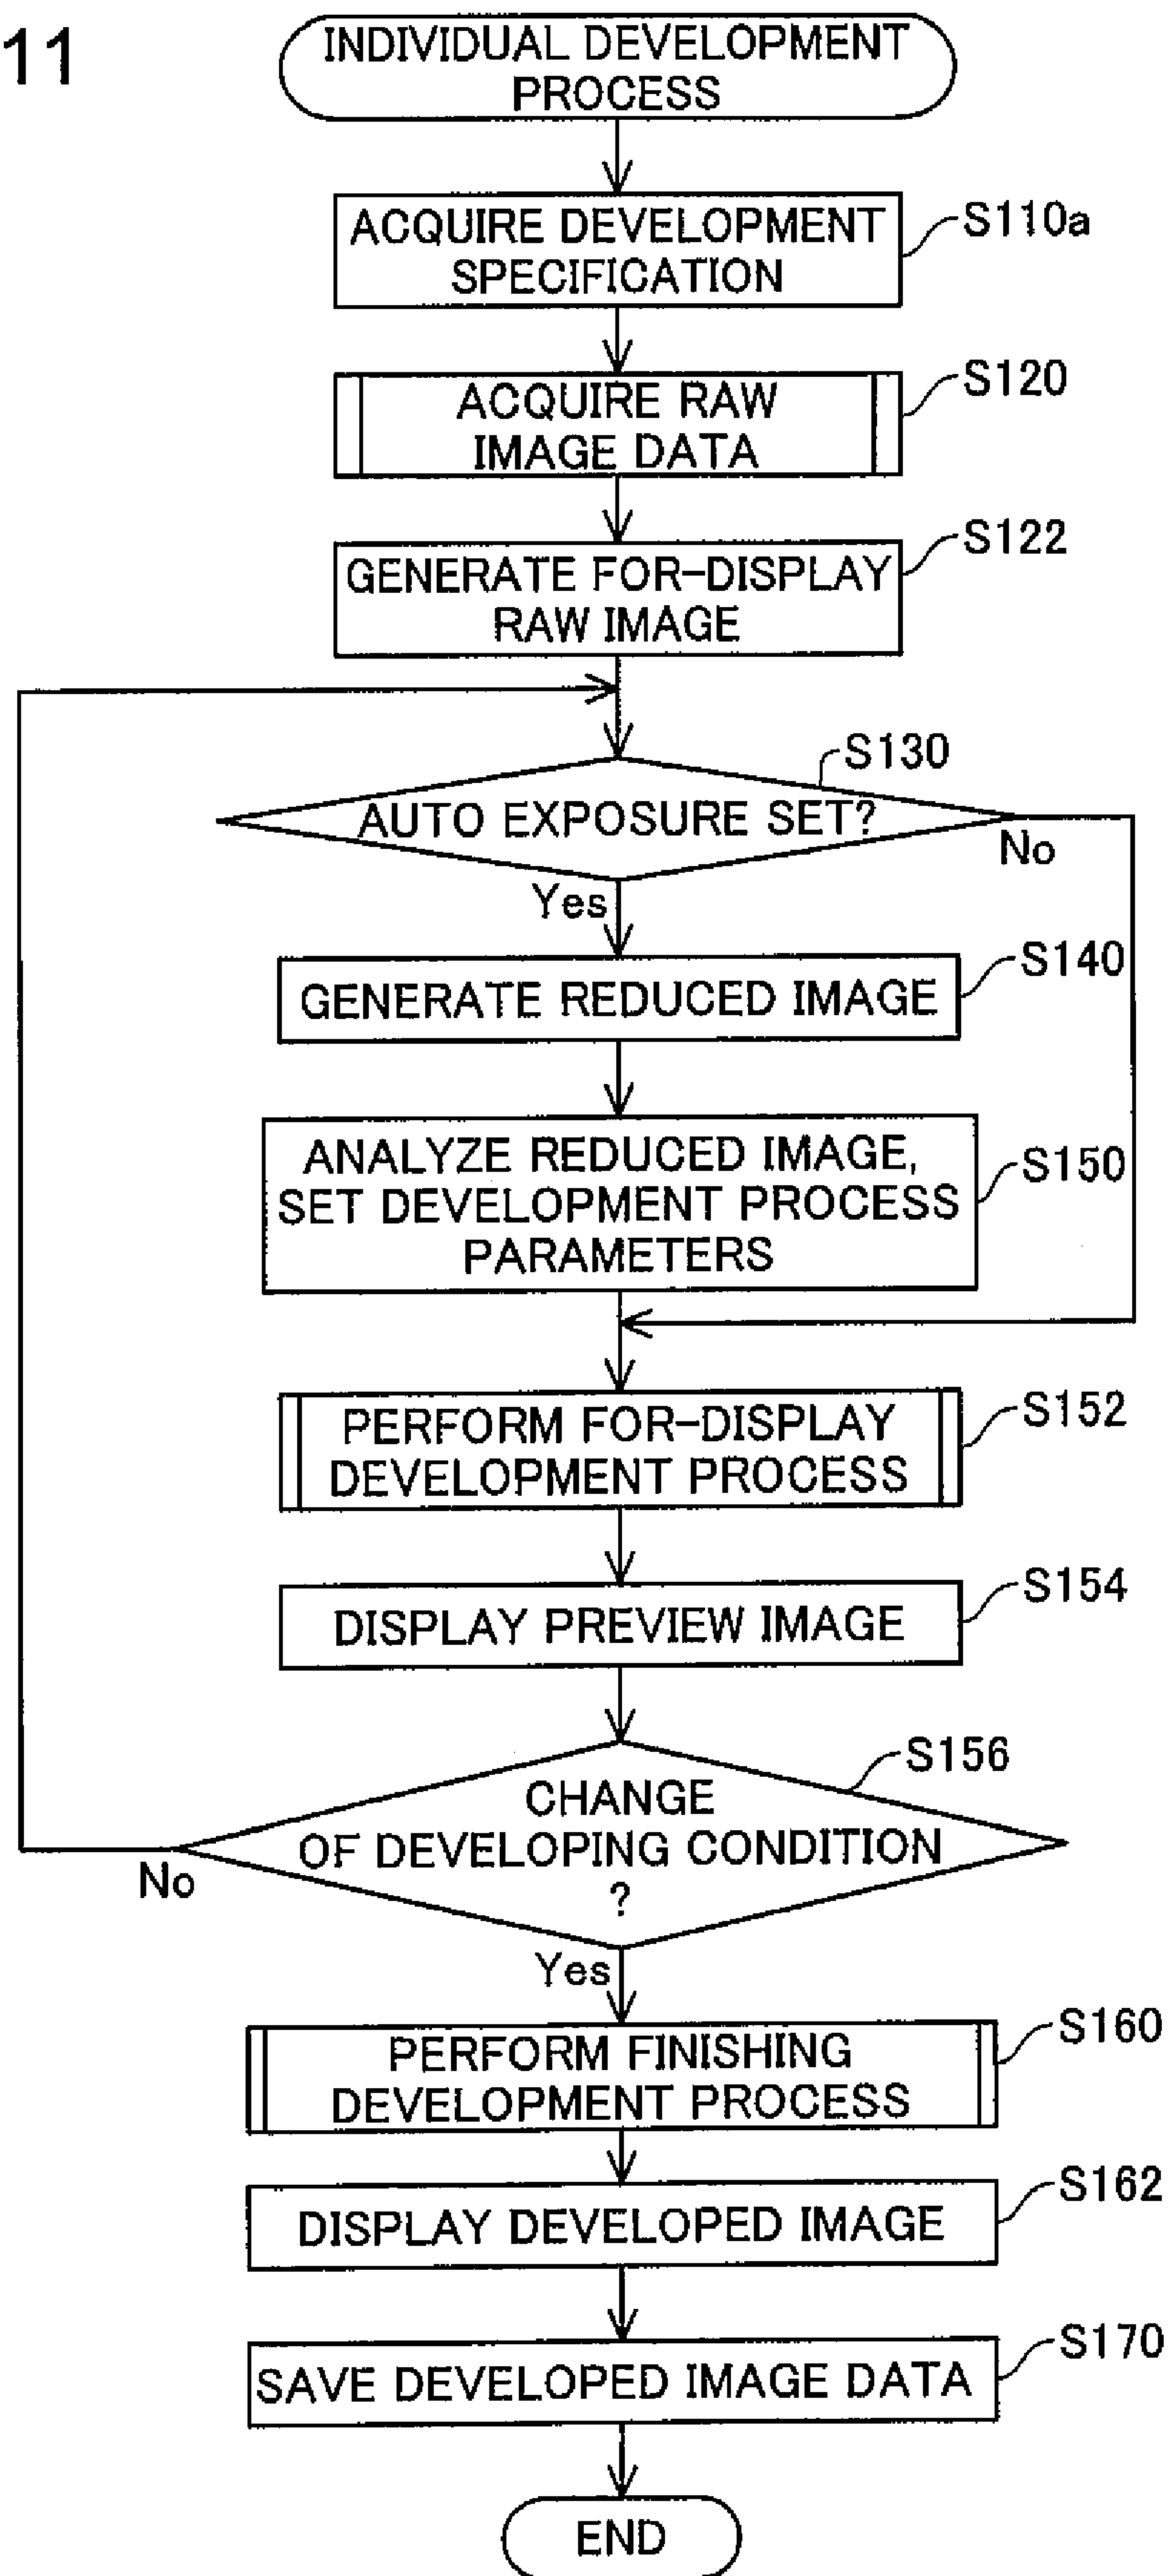 11
INDIVIDUAL DEVELOPMENT
PROCESS
ACQUIRE DEVELOPMENT
SPECIFICATION
S110a
ACQUIRE RAW
IMAGE DATA
S120
GENERATE FOR-DISPLAY
RAW IMAGE
S122
S130
AUTO EXPOSURE SET?
No
Yes
GENERATE REDUCED IMAGE
S140
ANALYZE REDUCED IMAGE,
SET DEVELOPMENT PROCESS
PARAMETERS
S150
PERFORM FOR-DISPLAY
DEVELOPMENT PROCESS
S152
DISPLAY PREVIEW IMAGE
S154
S156
CHANGE
OF DEVELOPING CONDITION
?
No
Yes
PERFORM FINISHING
DEVELOPMENT PROCESS
S160
DISPLAY DEVELOPED IMAGE
S162
SAVE DEVELOPED IMAGE DATA
S170
END